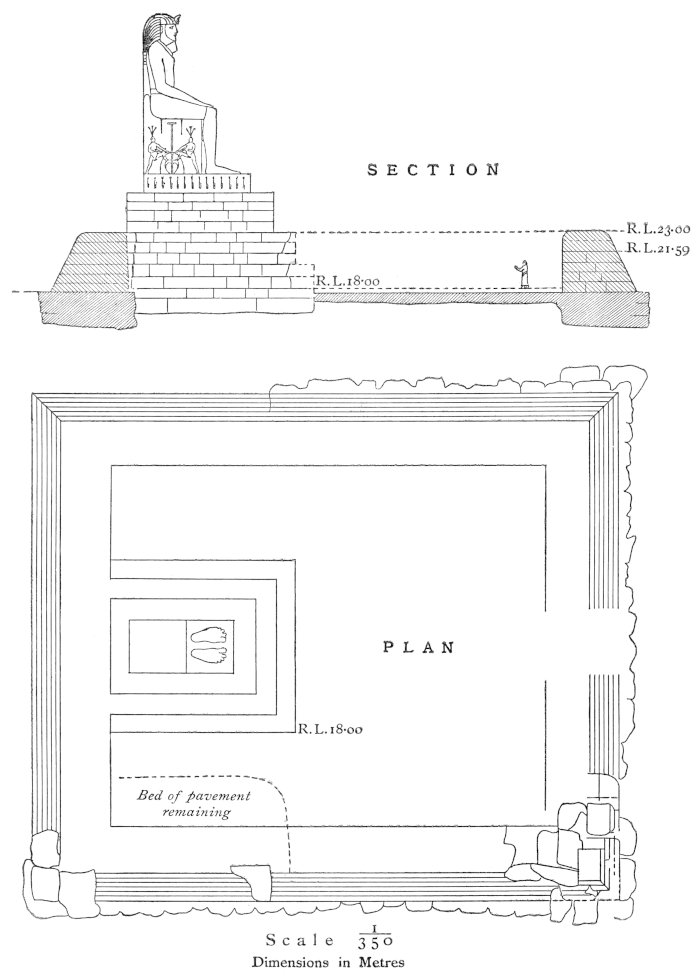 SECTION
R.L.23·00
R.L.21·59
R.L.18·00
PLAN
R.L.18·00
Bed of pavement
remaining
Scale 1/350
Dimensions in Metres